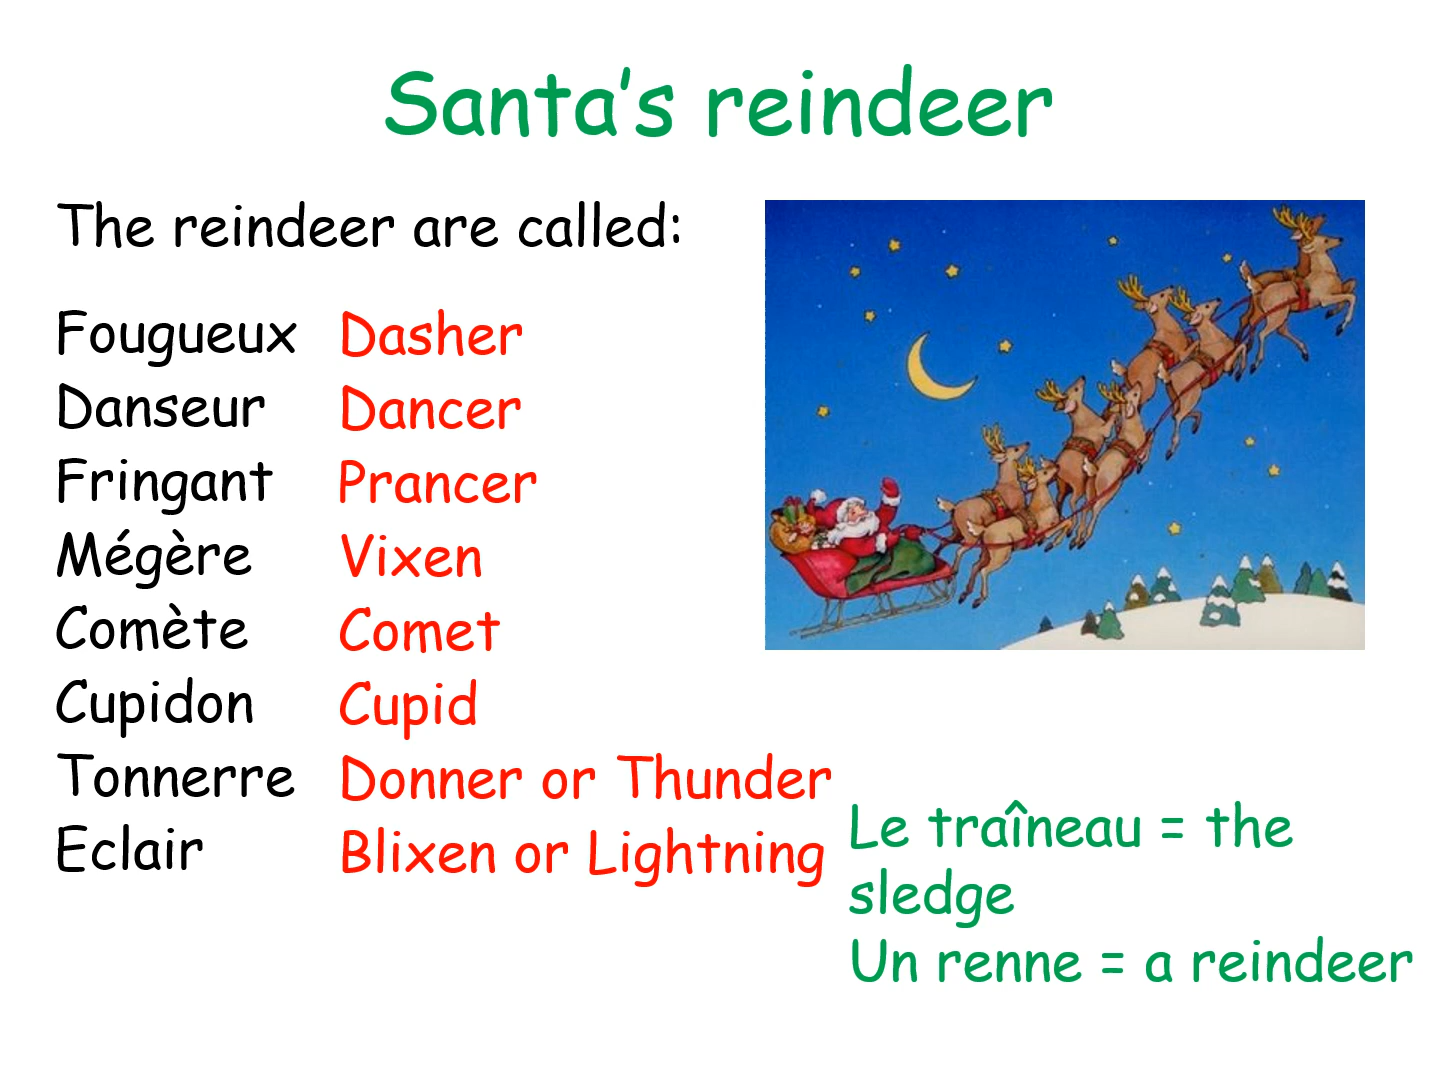 Santa’s reindeer
The reindeer are called:
Fougueux Dasher
Danseur Dancer
Fringant Prancer
Mégère Vixen
Comète Comet
Cupidon Cupid
Tonnerre Donner or Thunder
Eclair Blixen or Lightning
Le traîneau = the
sledge
Un renne = a reindeer